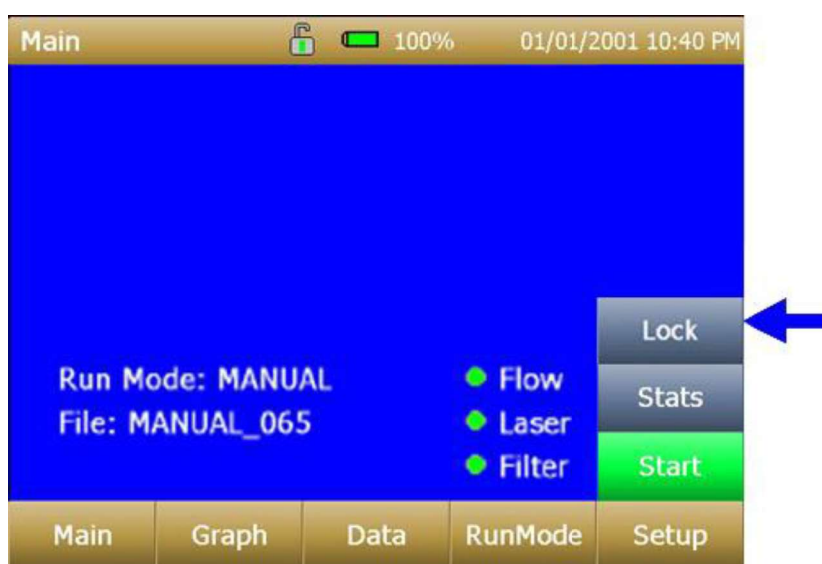 Main 100% 01/01/2001 10:40 PM
Lock
Run Mode: MANUAL
Flow
Stats
File: MANUAL_065
Laser
Filter
Start
Main Graph Data RunMode Setup